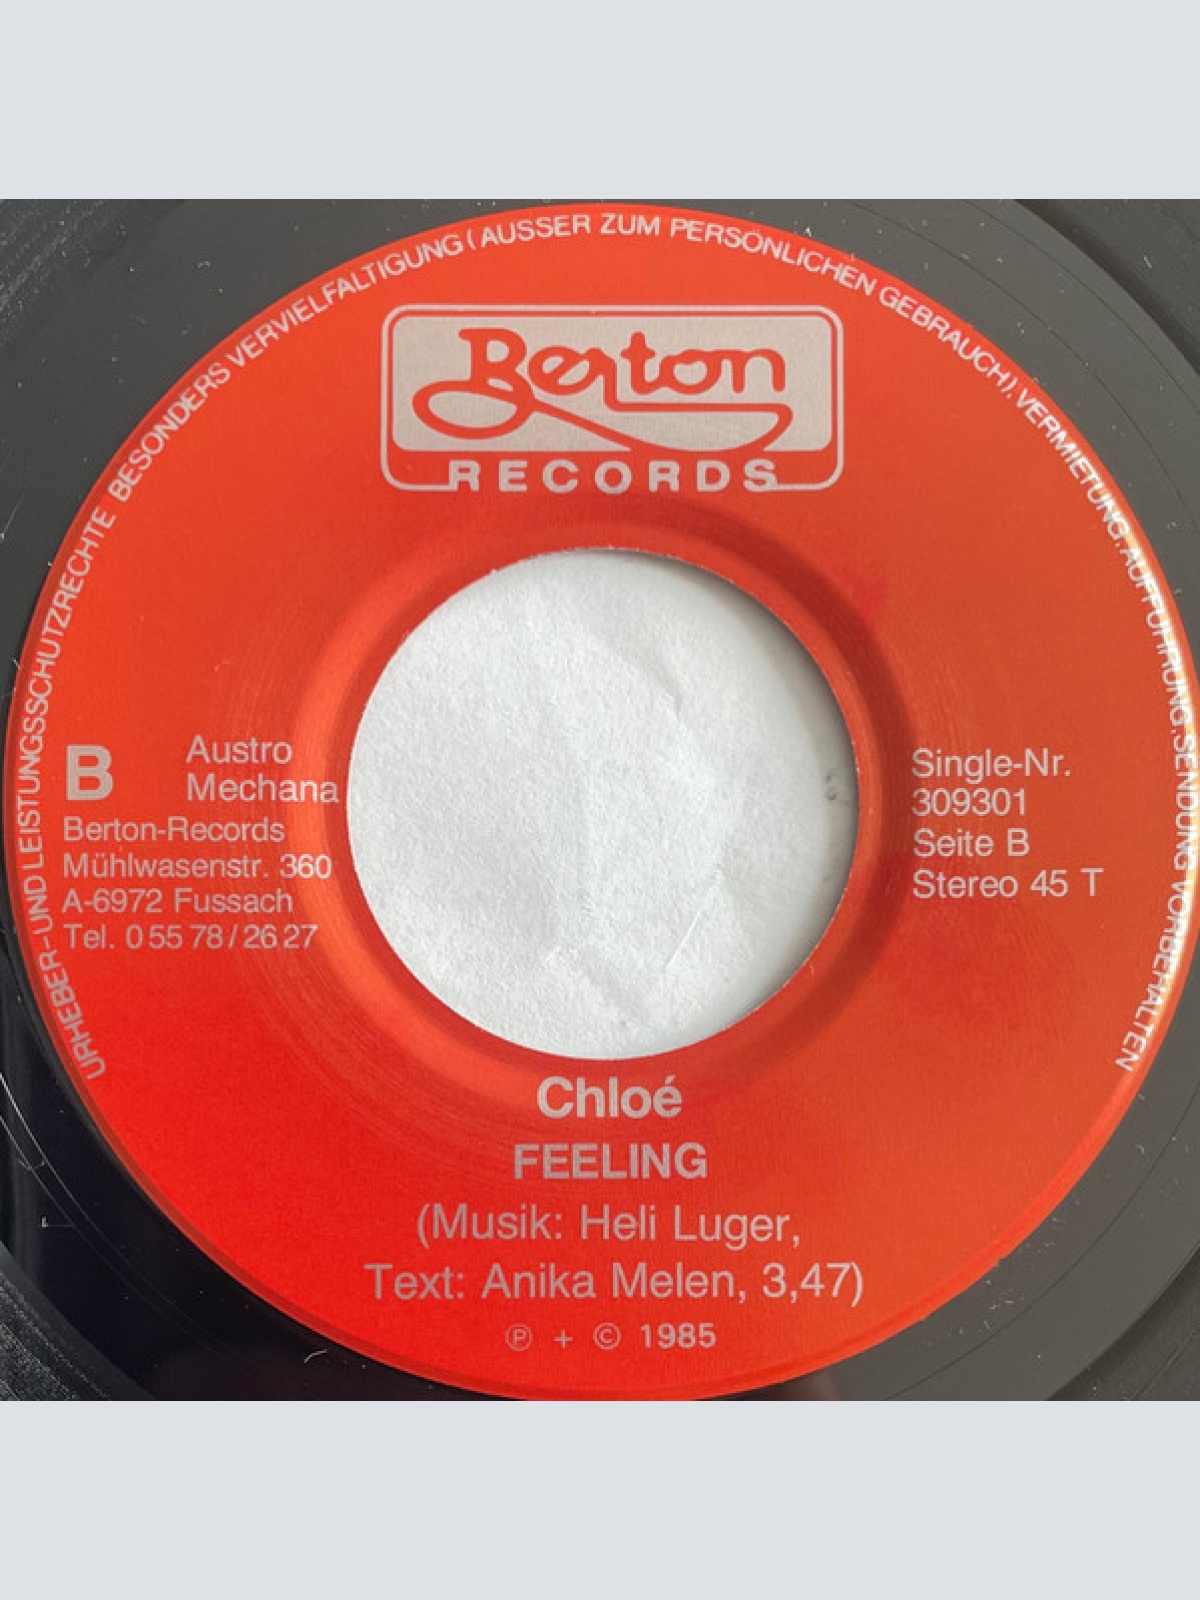 URHEBER- UND LEISTUNGSSCHUTZRECHTE BESONDERS VERVIELFÄLTIGUNG (AUSSER ZUM PERSÖNLICHEN GEBRAUCH), VERMIETUNG, AUFFÜHRUNG, SENDUNG VORBEHALTEN
Berton
RECORDS
B
Austro
Mechana
Berton-Records
Mühlwasenstr. 360
A-6972 Fussach
Tel. 0 55 78 / 26 27
Single-Nr.
309301
Seite B
Stereo 45 T
Chloé
FEELING
(Musik: Heli Luger,
Text: Anika Melen, 3,47)
℗ + © 1985